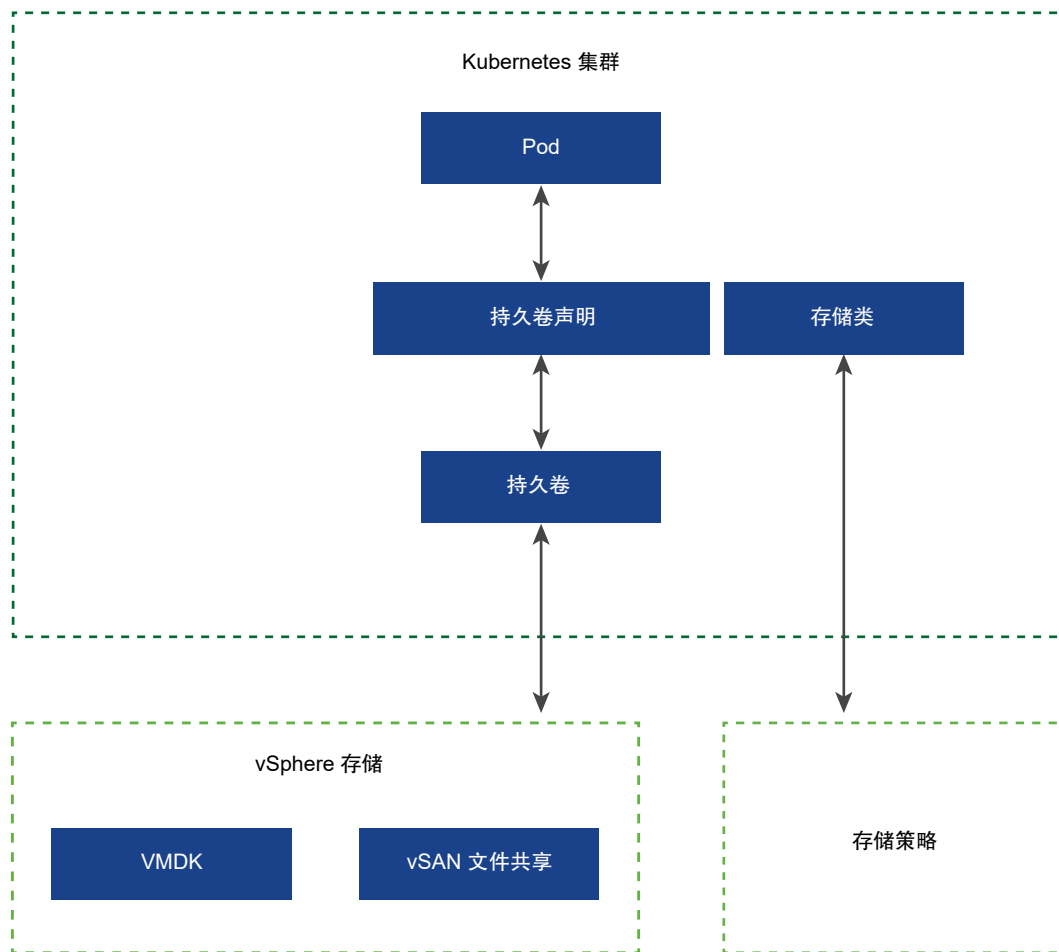 Kubernetes 集群
Pod
持久卷声明
存储类
持久卷
vSphere 存储
VMDK
vSAN 文件共享
存储策略